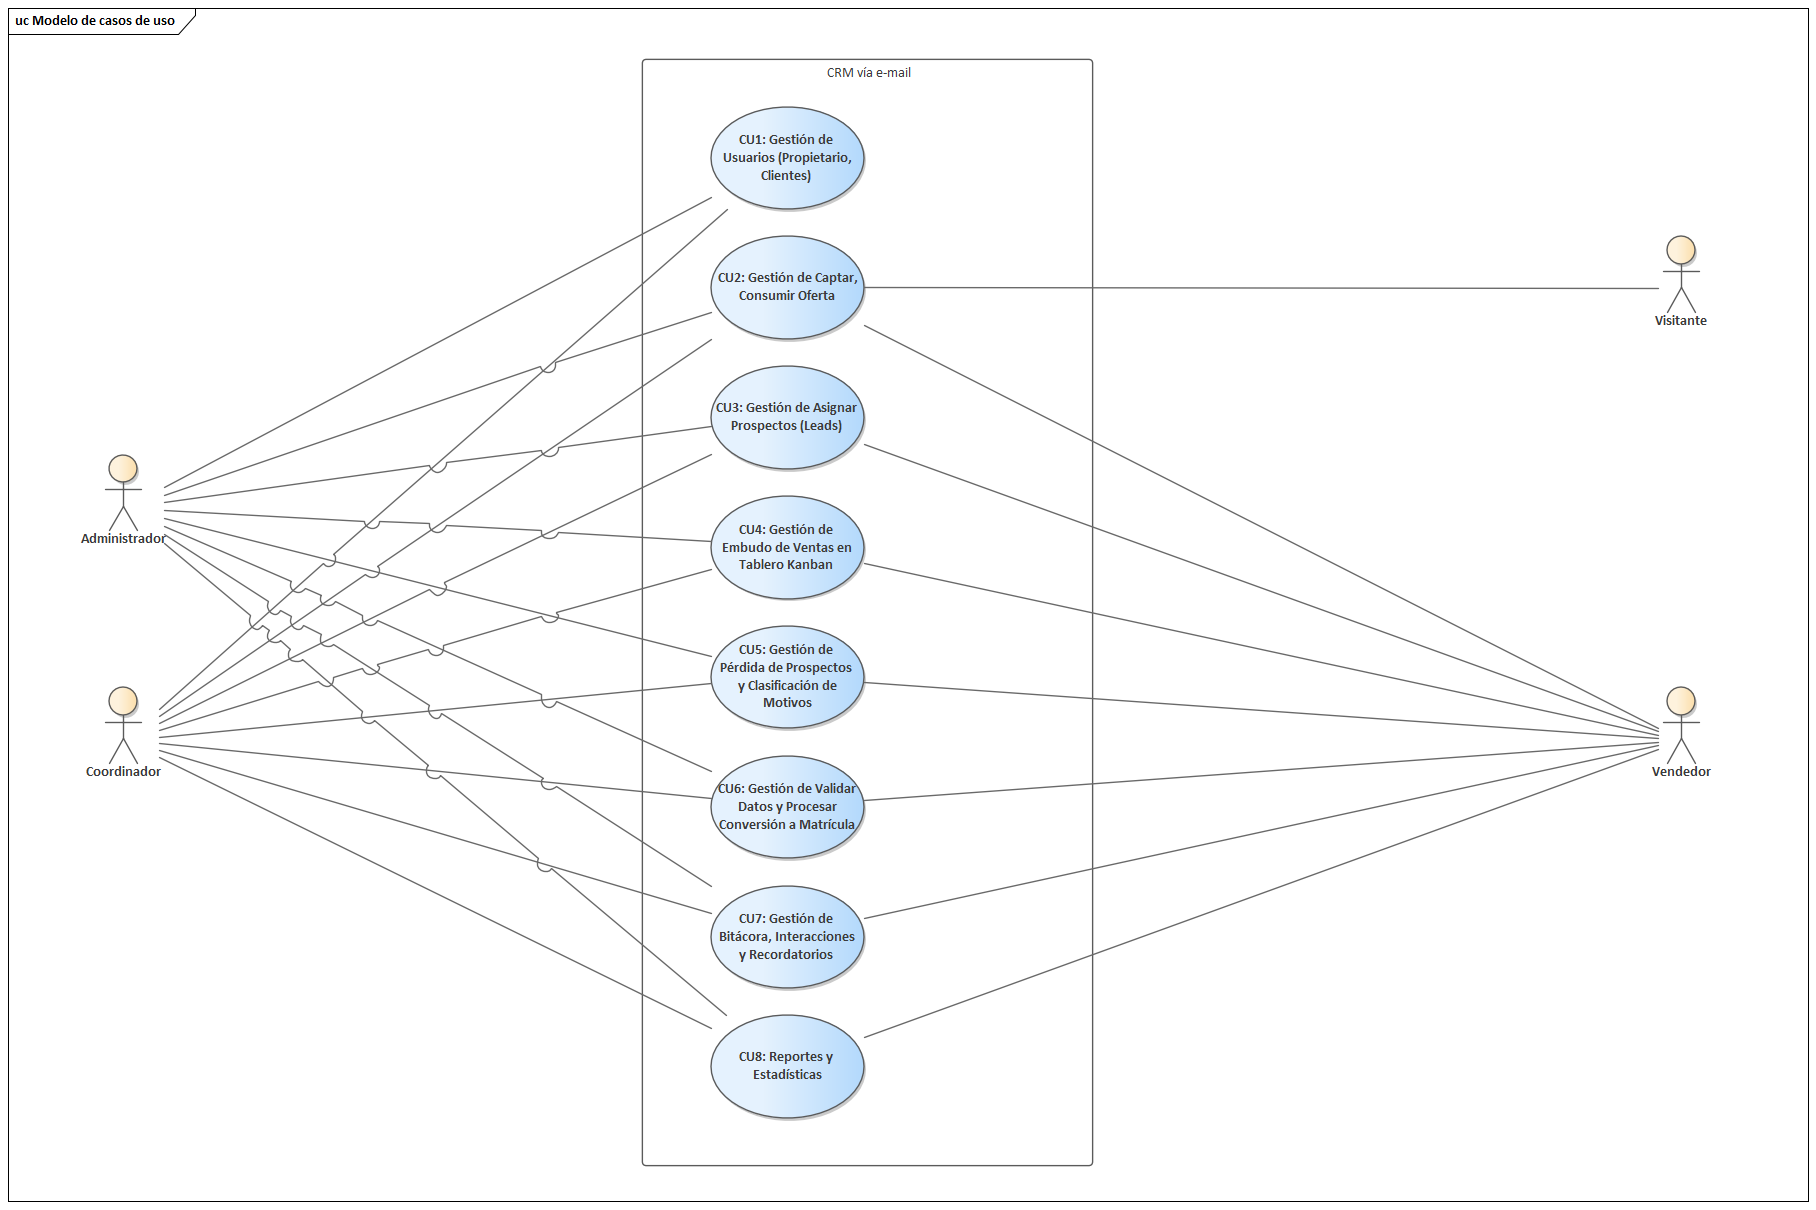 uc Modelo de casos de uso
CRM vía e-mail
CU1: Gestión de
Usuarios (Propietario,
Clientes)
CU2: Gestión de Captar,
Consumir Oferta
Visitante
CU3: Gestión de Asignar
Prospectos (Leads)
Administrador
CU4: Gestión de
Embudo de Ventas en
Tablero Kanban
CU5: Gestión de
Pérdida de Prospectos
y Clasificación de
Motivos
Coordinador
Vendedor
CU6: Gestión de Validar
Datos y Procesar
Conversión a Matrícula
CU7: Gestión de
Bitácora, Interacciones
y Recordatorios
CU8: Reportes y
Estadísticas